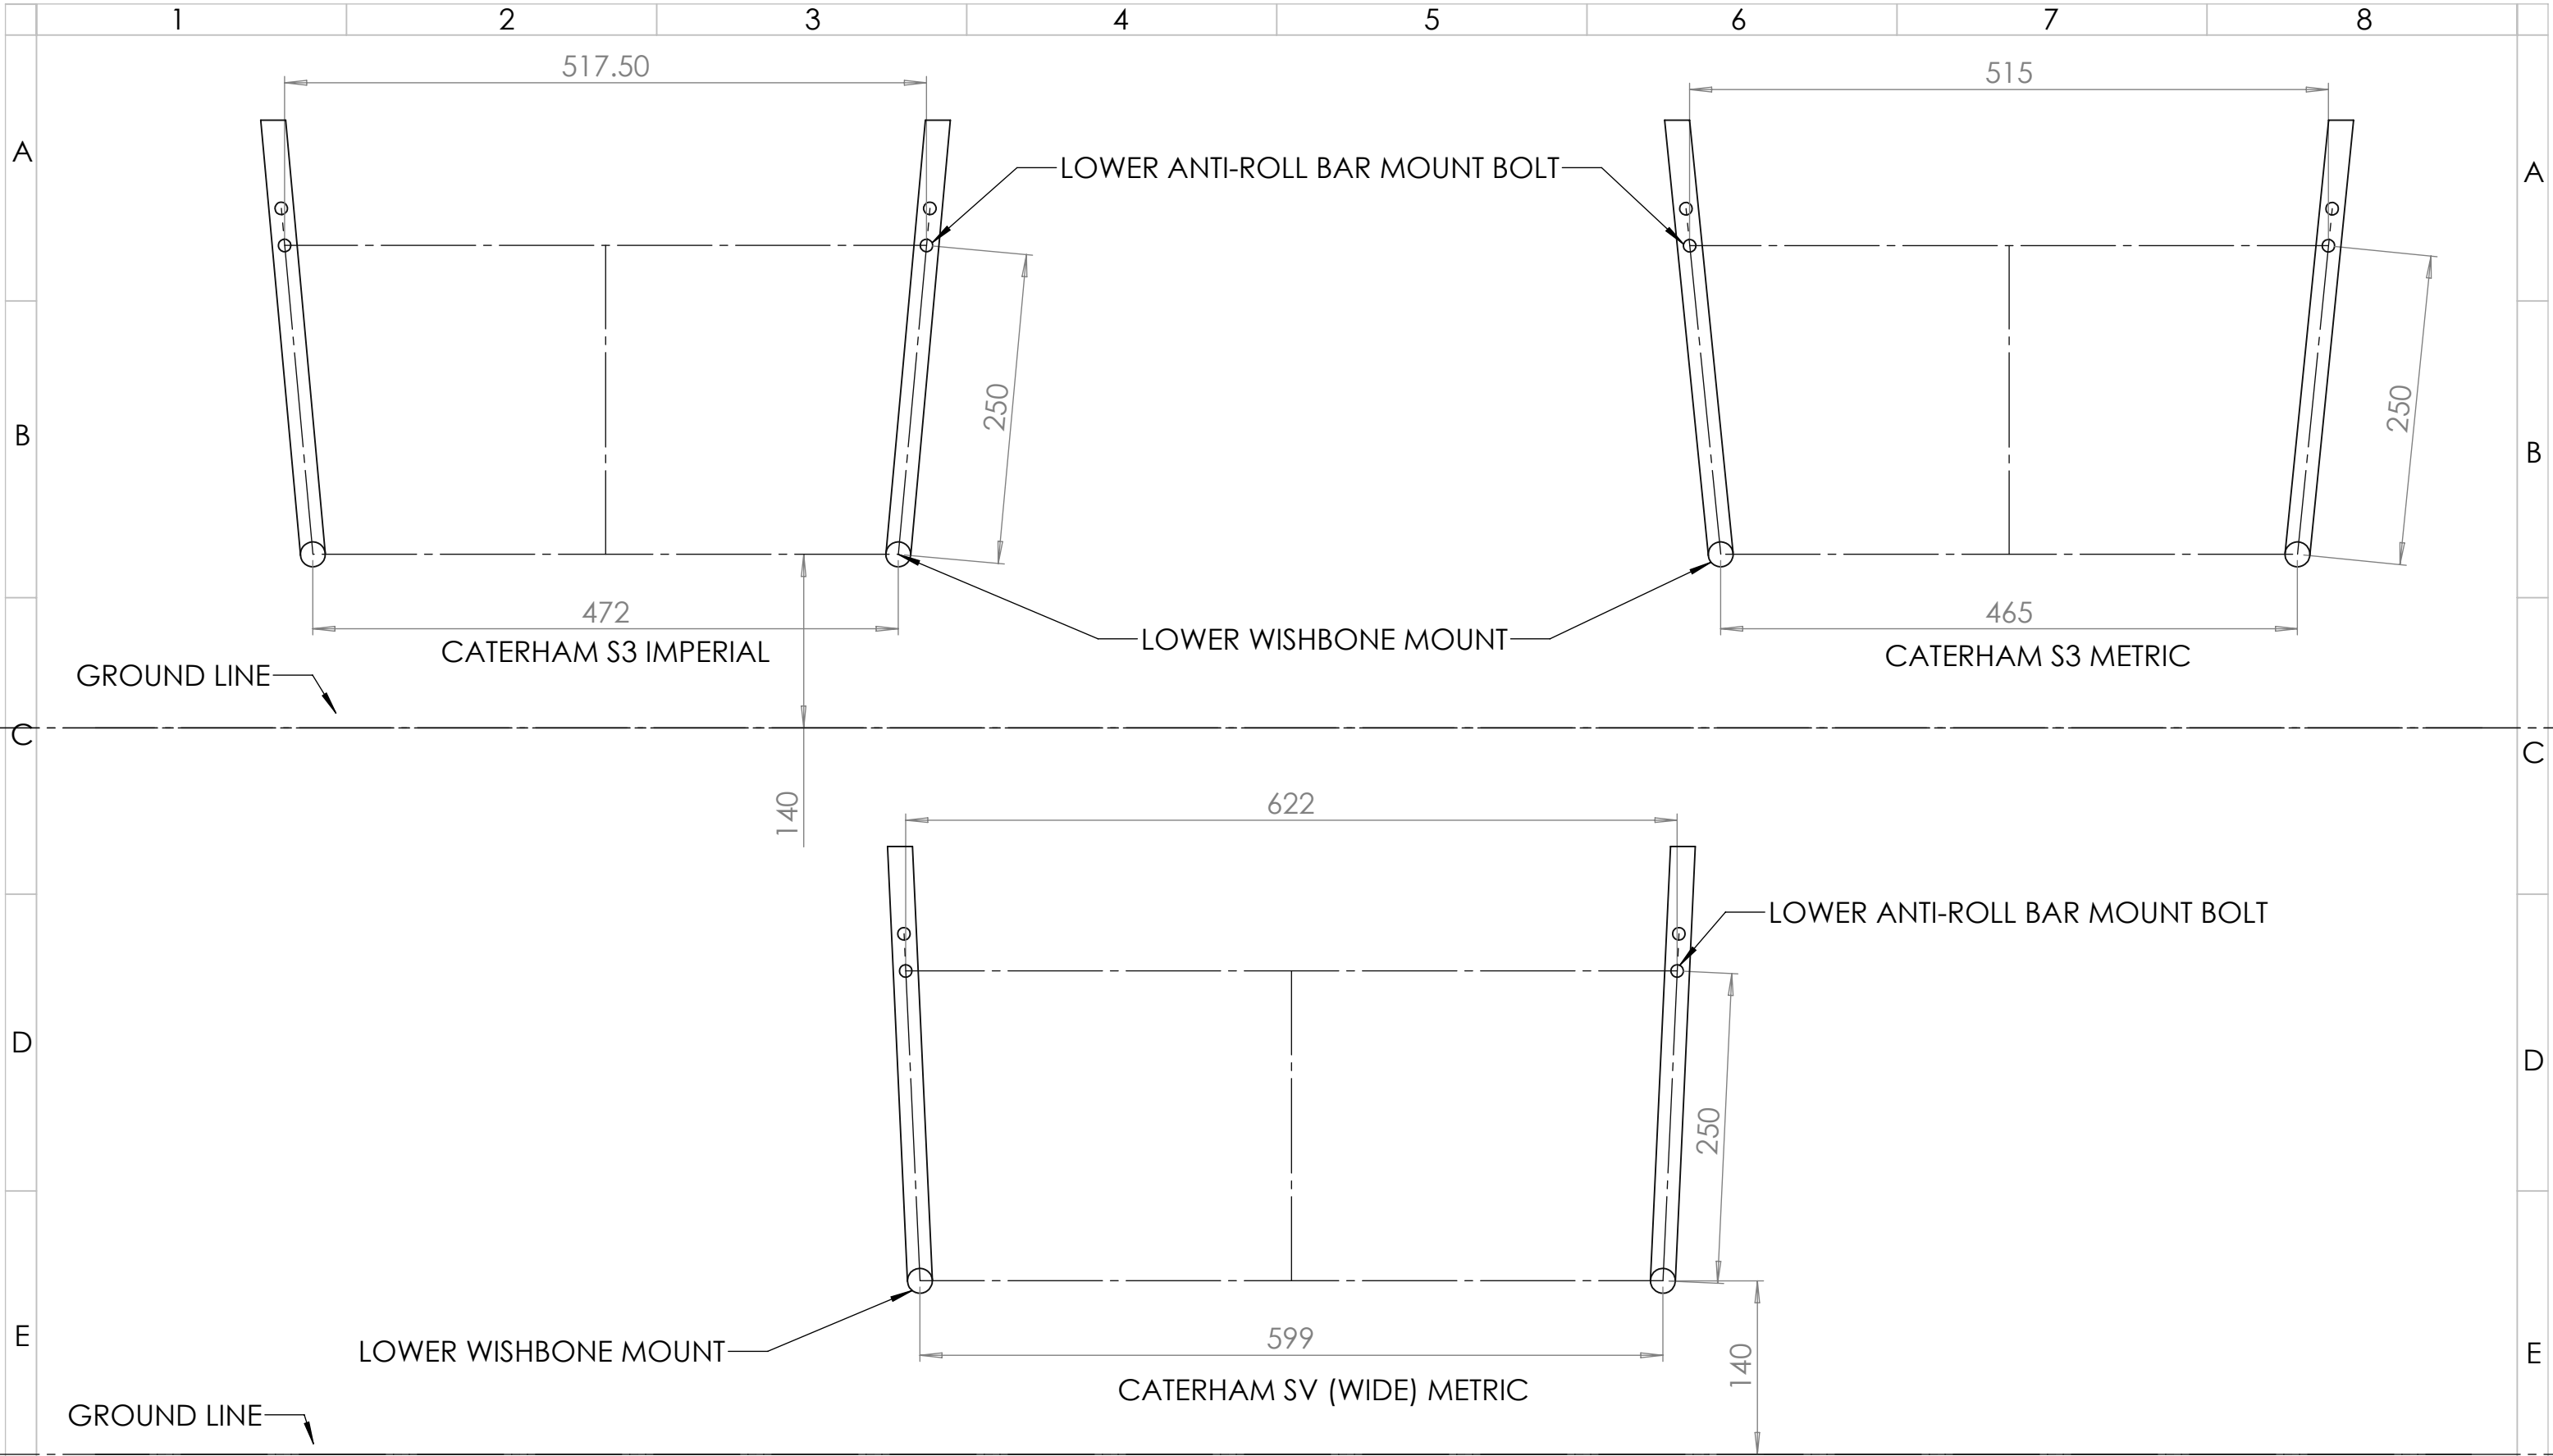 1 2 3 4 5 6 7 8
517.50 515
A A
LOWER ANTI-ROLL BAR MOUNT BOLT
250 250
B B
472 465
LOWER WISHBONE MOUNT
CATERHAM S3 IMPERIAL CATERHAM S3 METRIC
GROUND LINE
C C
140
622
LOWER ANTI-ROLL BAR MOUNT BOLT
D D
250
E E
599
LOWER WISHBONE MOUNT
140
CATERHAM SV (WIDE) METRIC
GROUND LINE